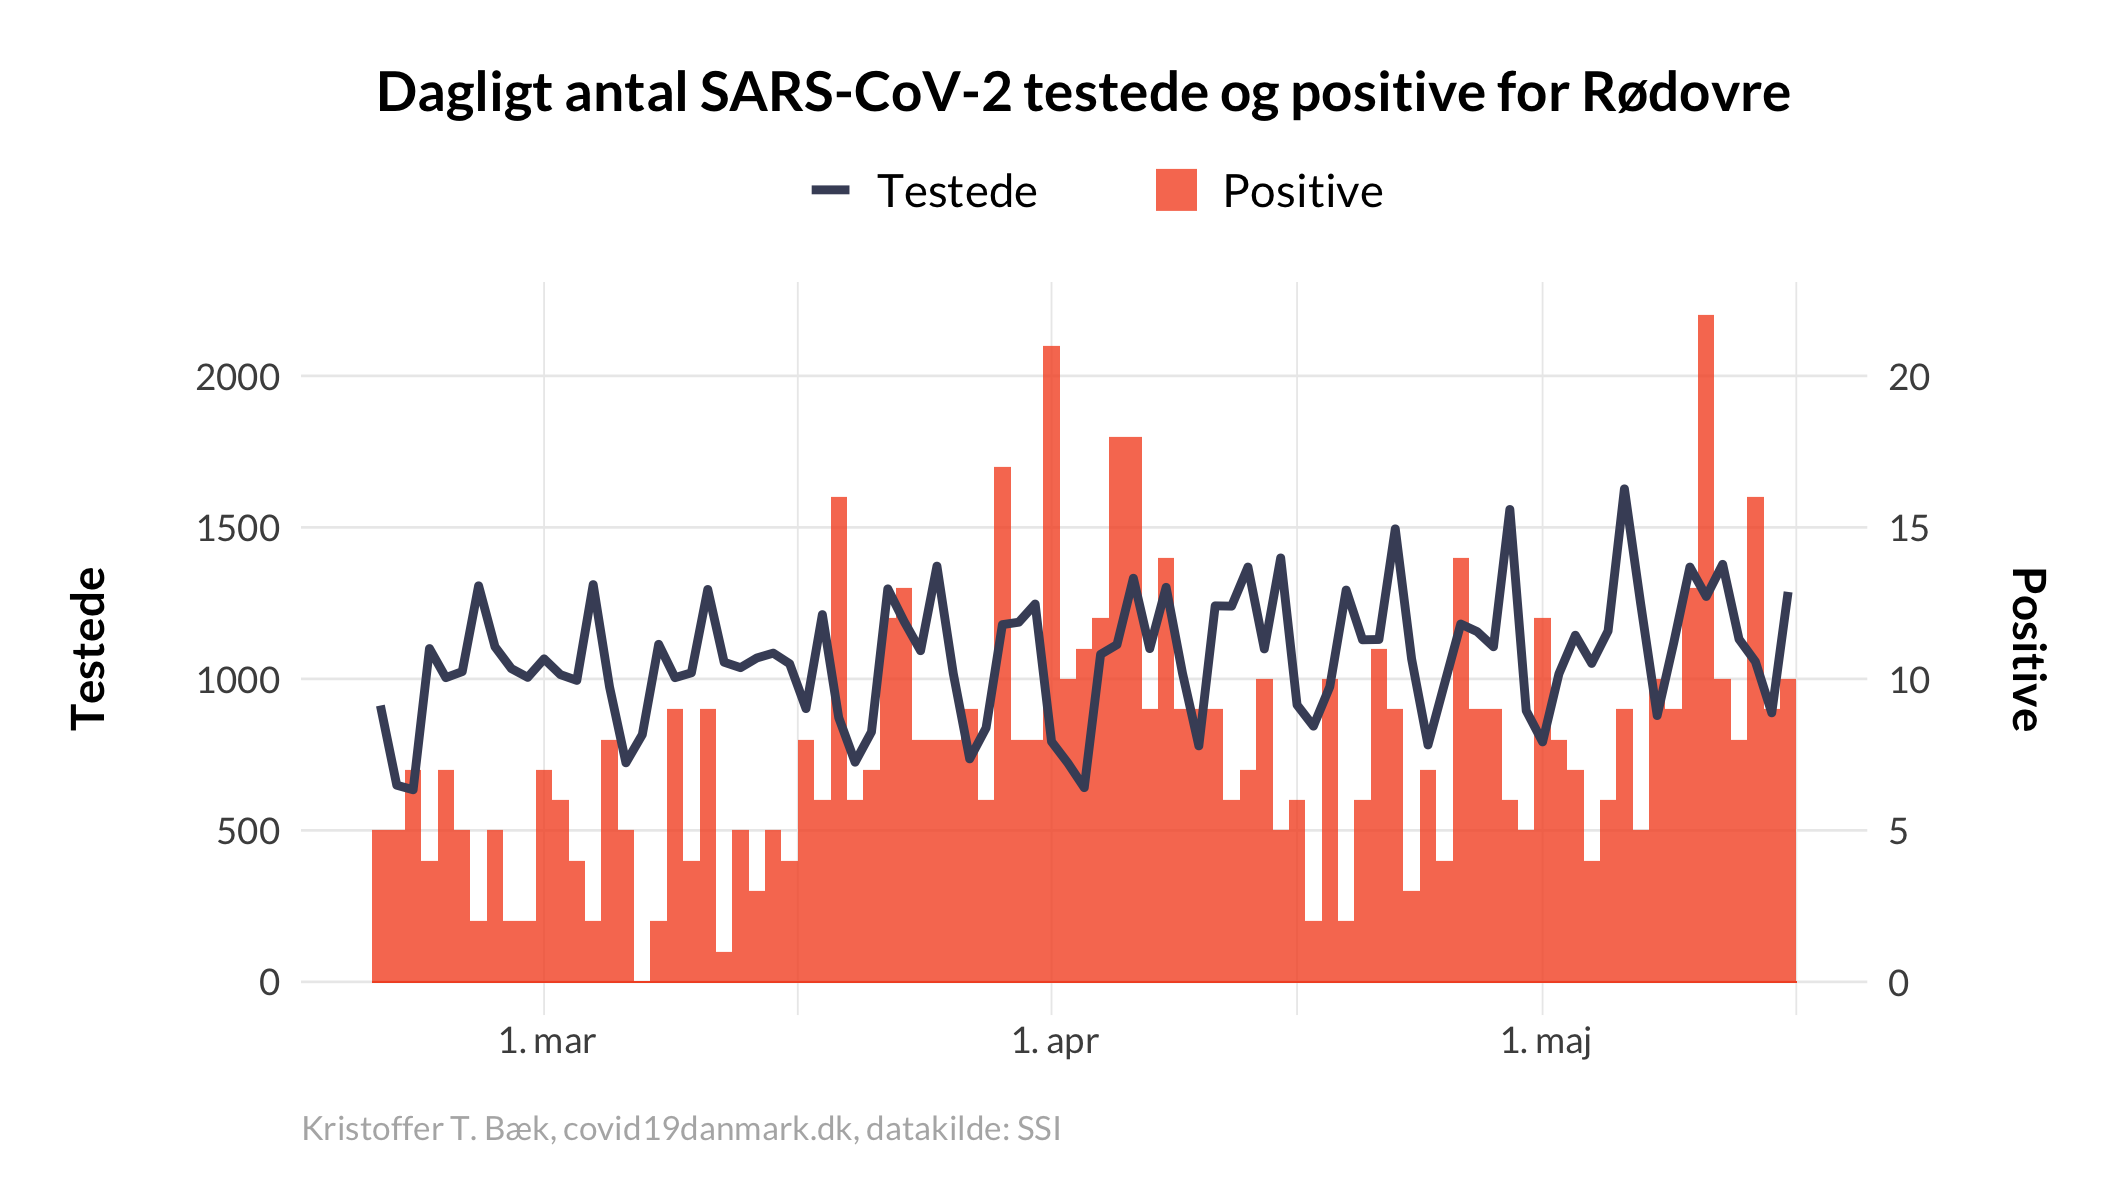 Dagligt antal SARS-CoV-2 testede og positive for Rødovre
Testede
Positive
Testede
2000
1500
1000
500
0
20
15
10
5
0
Positive
1. mar
1. apr
1. maj
Kristoffer T. Bæk, covid19danmark.dk, datakilde: SSI